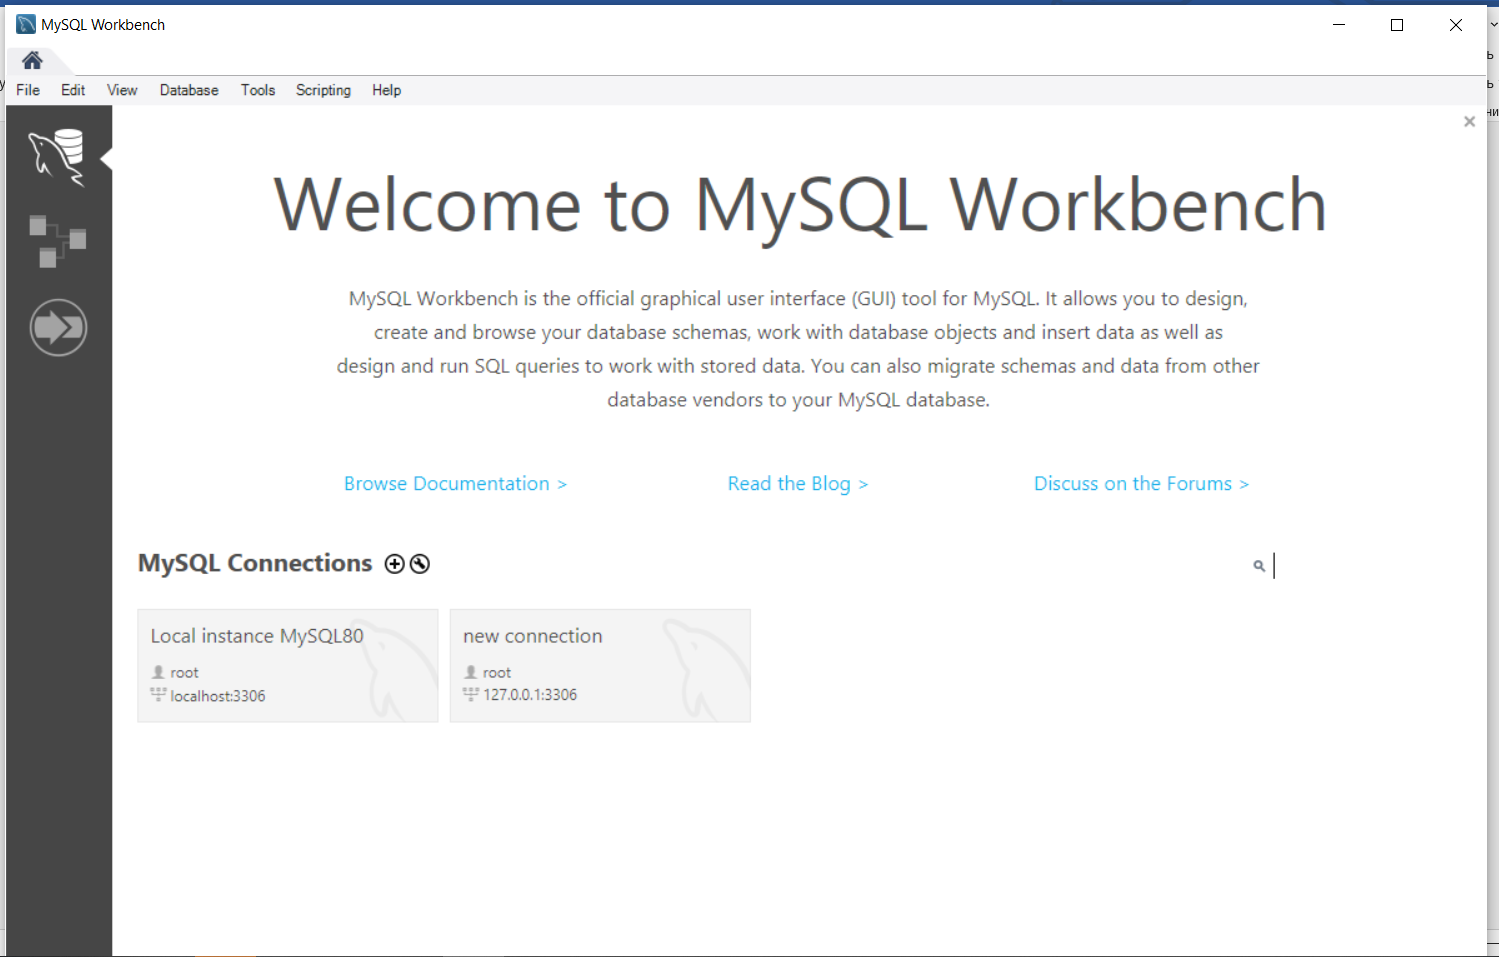 MySQL Workbench
File Edit View Database Tools Scripting Help
Welcome to MySQL Workbench
MySQL Workbench is the official graphical user interface (GUI) tool for MySQL. It allows you to design,
create and browse your database schemas, work with database objects and insert data as well as
design and run SQL queries to work with stored data. You can also migrate schemas and data from other
database vendors to your MySQL database.
Browse Documentation > Read the Blog > Discuss on the Forums >
MySQL Connections
Local instance MySQL80
root
localhost:3306
new connection
root
127.0.0.1:3306